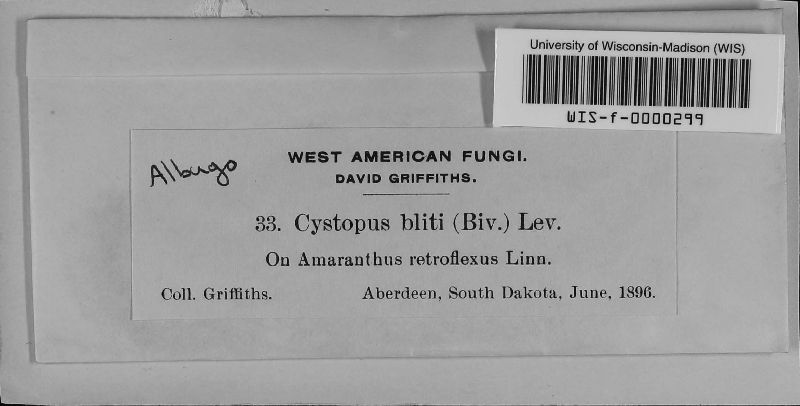 University of Wisconsin-Madison (WIS)
WIS-f-0000299
Albugo
WEST AMERICAN FUNGI.
DAVID GRIFFITHS.
33. Cystopus bliti (Biv.) Lev.
On Amaranthus retroflexus Linn.
Coll. Griffiths. Aberdeen, South Dakota, June, 1896.